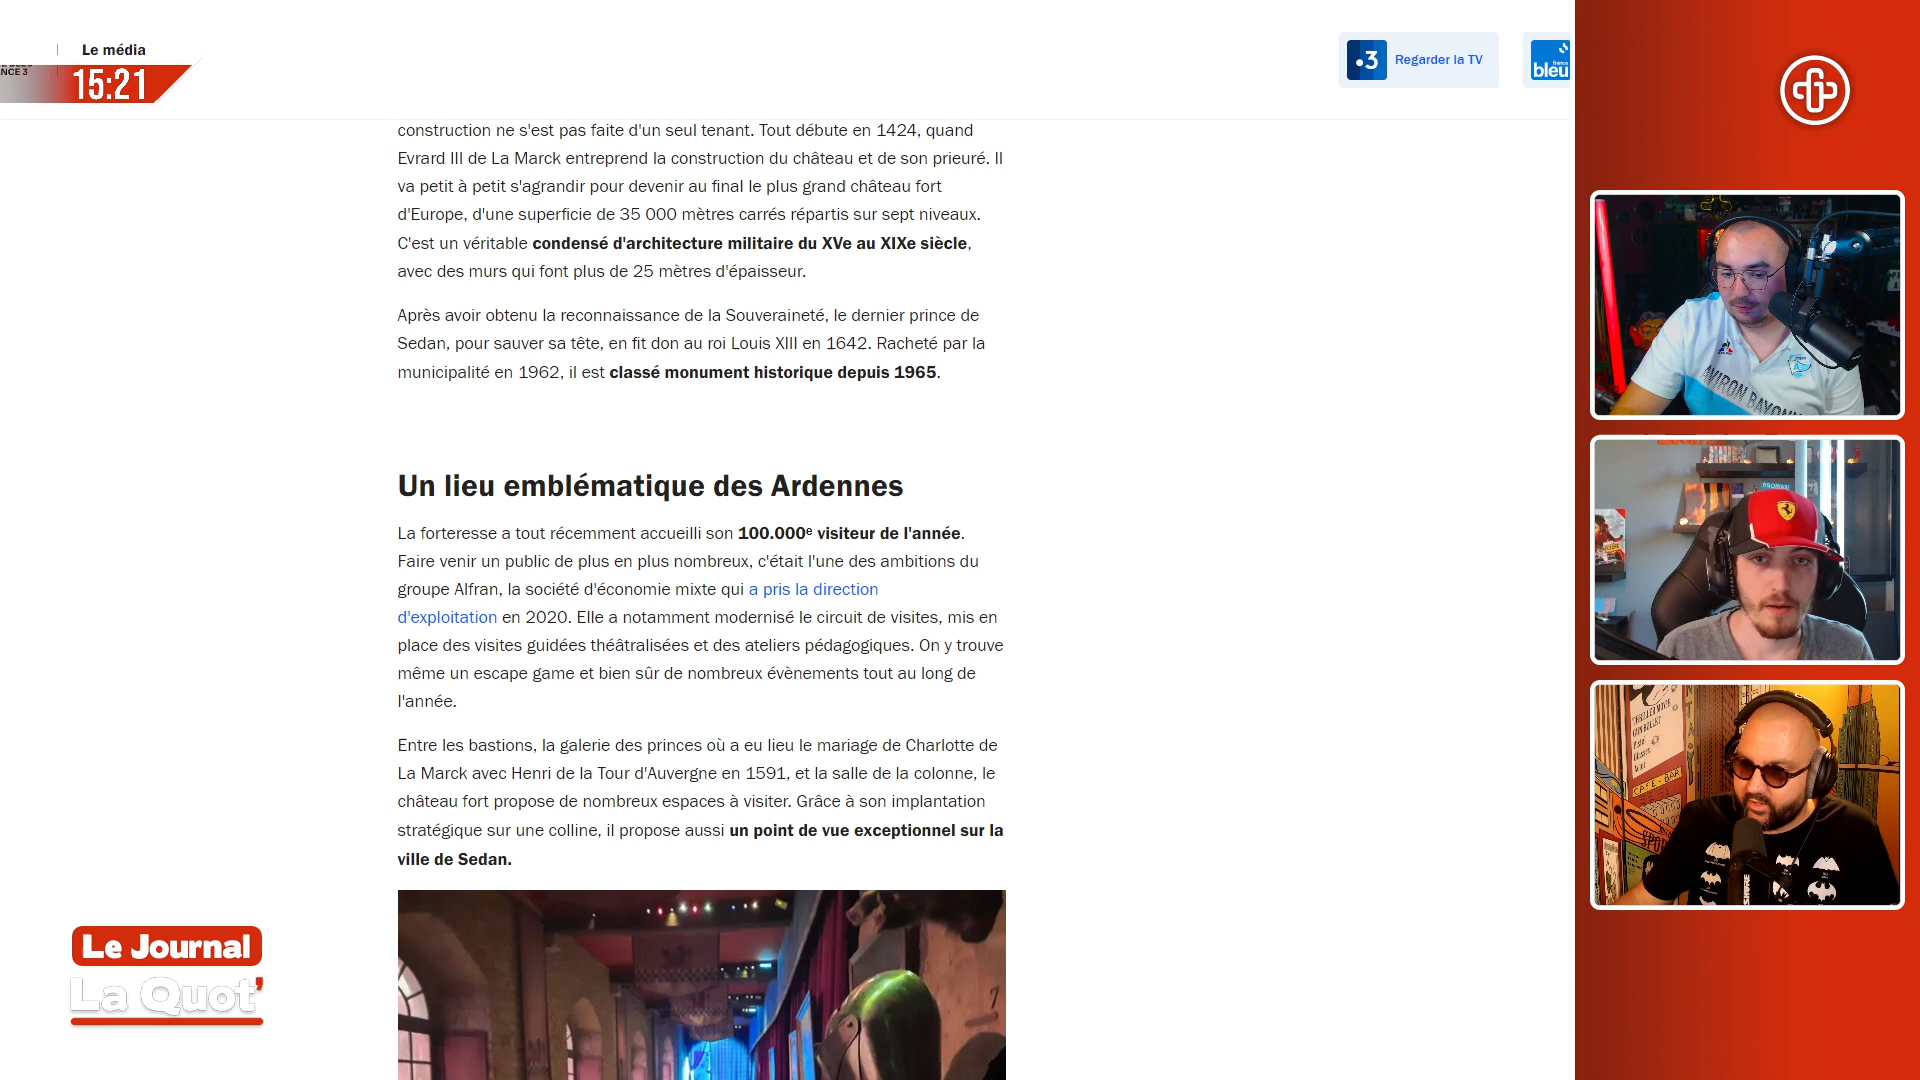 Le média
NCE 3
15:21
.3
Regarder la TV
france
bleu
construction ne s'est pas faite d'un seul tenant. Tout débute en 1424, quand
Evrard III de La Marck entreprend la construction du château et de son prieuré. Il
va petit à petit s'agrandir pour devenir au final le plus grand château fort
d'Europe, d'une superficie de 35 000 mètres carrés répartis sur sept niveaux.
C'est un véritable condensé d'architecture militaire du XVe au XIXe siècle,
avec des murs qui font plus de 25 mètres d'épaisseur.
Après avoir obtenu la reconnaissance de la Souveraineté, le dernier prince de
Sedan, pour sauver sa tête, en fit don au roi Louis XIII en 1642. Racheté par la
municipalité en 1962, il est classé monument historique depuis 1965.
Un lieu emblématique des Ardennes
La forteresse a tout récemment accueilli son 100.000ᵉ visiteur de l'année.
Faire venir un public de plus en plus nombreux, c'était l'une des ambitions du
groupe Alfran, la société d'économie mixte qui a pris la direction
d'exploitation en 2020. Elle a notamment modernisé le circuit de visites, mis en
place des visites guidées théâtralisées et des ateliers pédagogiques. On y trouve
même un escape game et bien sûr de nombreux évènements tout au long de
l'année.
Entre les bastions, la galerie des princes où a eu lieu le mariage de Charlotte de
La Marck avec Henri de la Tour d'Auvergne en 1591, et la salle de la colonne, le
château fort propose de nombreux espaces à visiter. Grâce à son implantation
stratégique sur une colline, il propose aussi un point de vue exceptionnel sur la
ville de Sedan.
Le Journal
La Quot'
AVIRON BAYONN
CAFE-BAR
SHURE